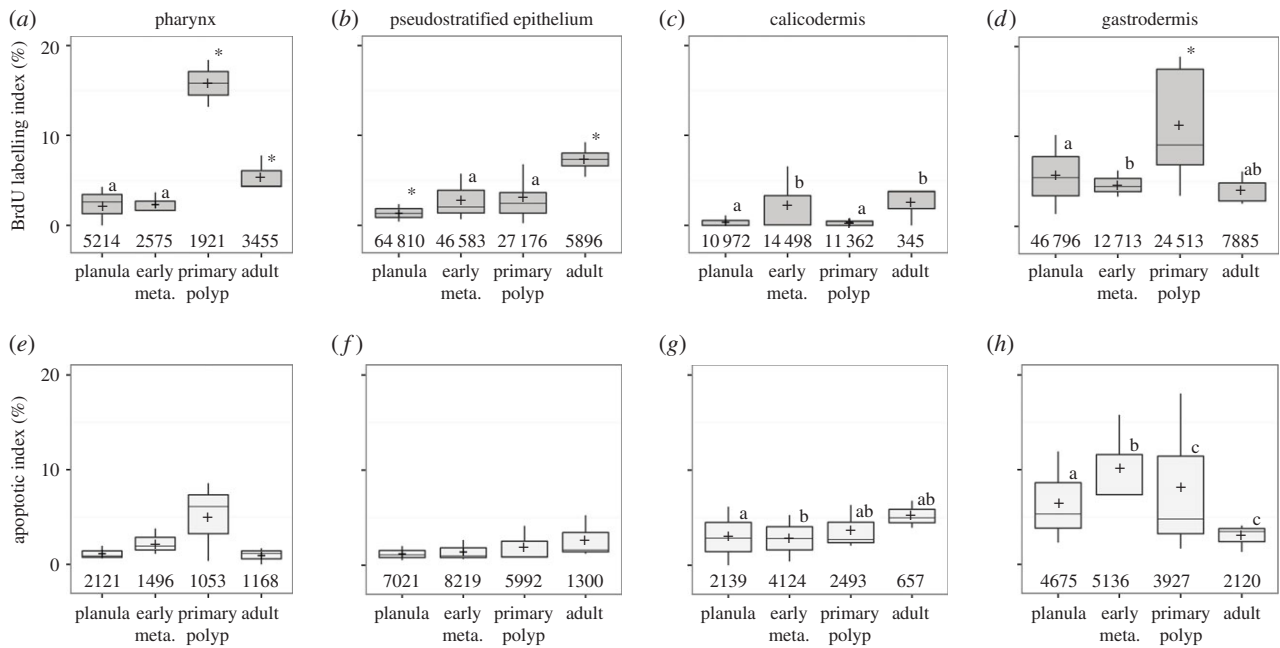 (a) pharynx
(b) pseudostratified epithelium
(c) calicodermis
(d) gastrodermis
BrdU labelling index (%)
20
10
0
a a * *
5214 2575 1921 3455
planula early meta. primary polyp adult
* a a *
64 810 46 583 27 176 5896
planula early meta. primary polyp adult
a b a b
10 972 14 498 11 362 345
planula early meta. primary polyp adult
a b * ab
46 796 12 713 24 513 7885
planula early meta. primary polyp adult
(e)
(f)
(g)
(h)
apoptotic index (%)
20
10
0
2121 1496 1053 1168
planula early meta. primary polyp adult
7021 8219 5992 1300
planula early meta. primary polyp adult
a b ab ab
2139 4124 2493 657
planula early meta. primary polyp adult
a b c c
4675 5136 3927 2120
planula early meta. primary polyp adult